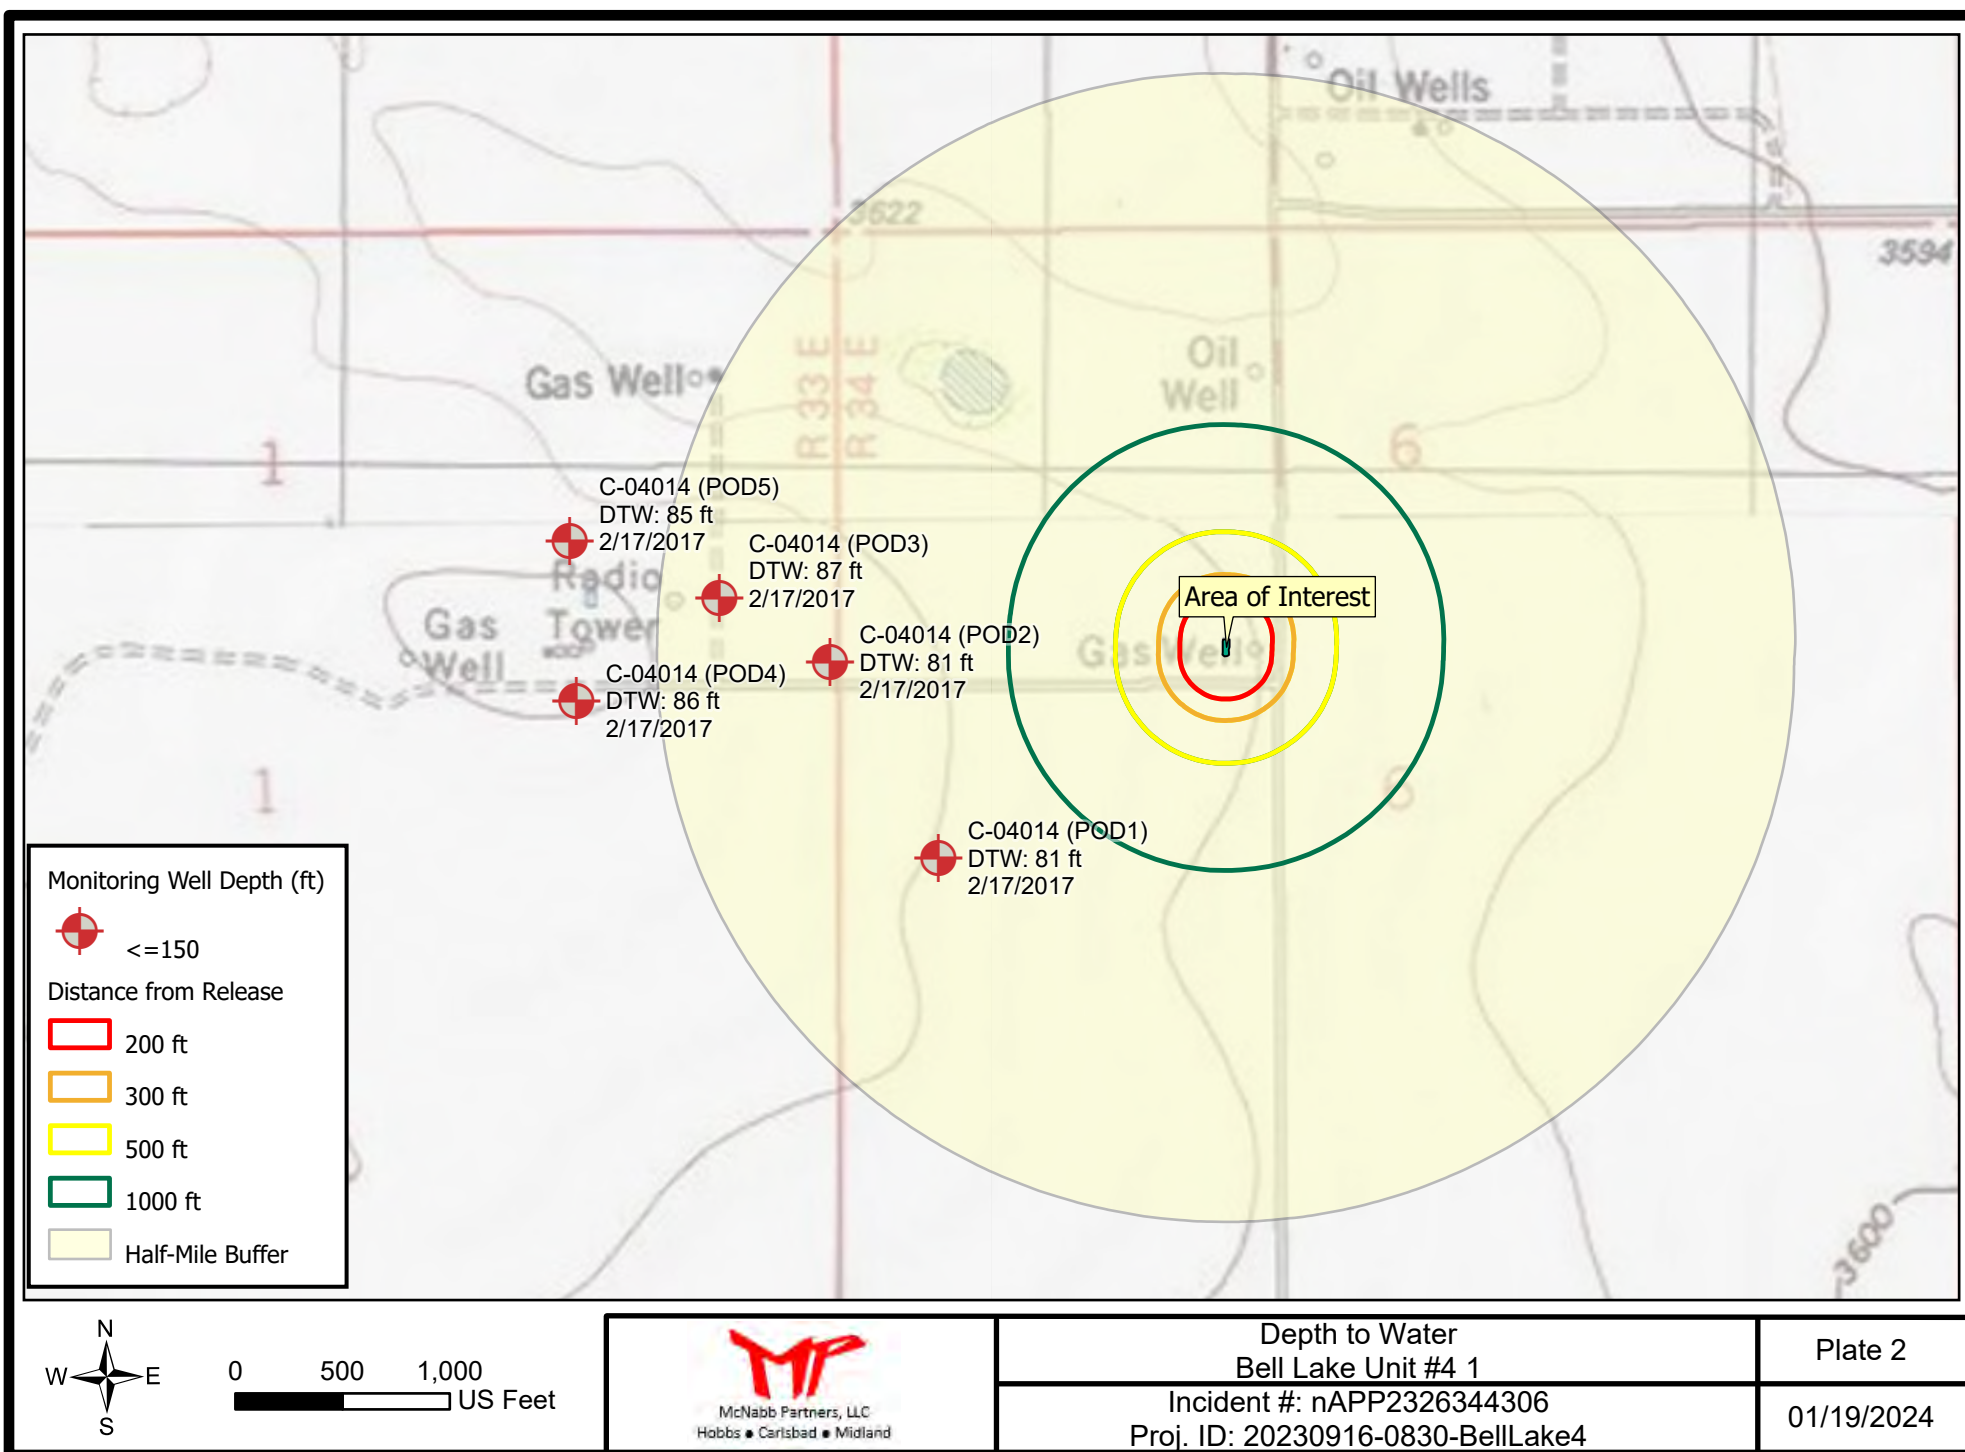 Oil Wells
3622
3594
R 33 E
R 34 E
Oil
Well
Gas Well
1
6
C-04014 (POD5)
DTW: 85 ft
2/17/2017
C-04014 (POD3)
DTW: 87 ft
2/17/2017
Radio
Tower
Area of Interest
Gas
Well
C-04014 (POD2)
DTW: 81 ft
2/17/2017
Gas Well
C-04014 (POD4)
DTW: 86 ft
2/17/2017
1
6
C-04014 (POD1)
DTW: 81 ft
2/17/2017
Monitoring Well Depth (ft)
<=150
Distance from Release
200 ft
300 ft
500 ft
1000 ft
Half-Mile Buffer
3600
N
W E
S
0 500 1,000
US Feet
McNabb Partners, LLC
Hobbs • Carlsbad • Midland
Depth to Water
Bell Lake Unit #4 1
Incident #: nAPP2326344306
Proj. ID: 20230916-0830-BellLake4
Plate 2
01/19/2024